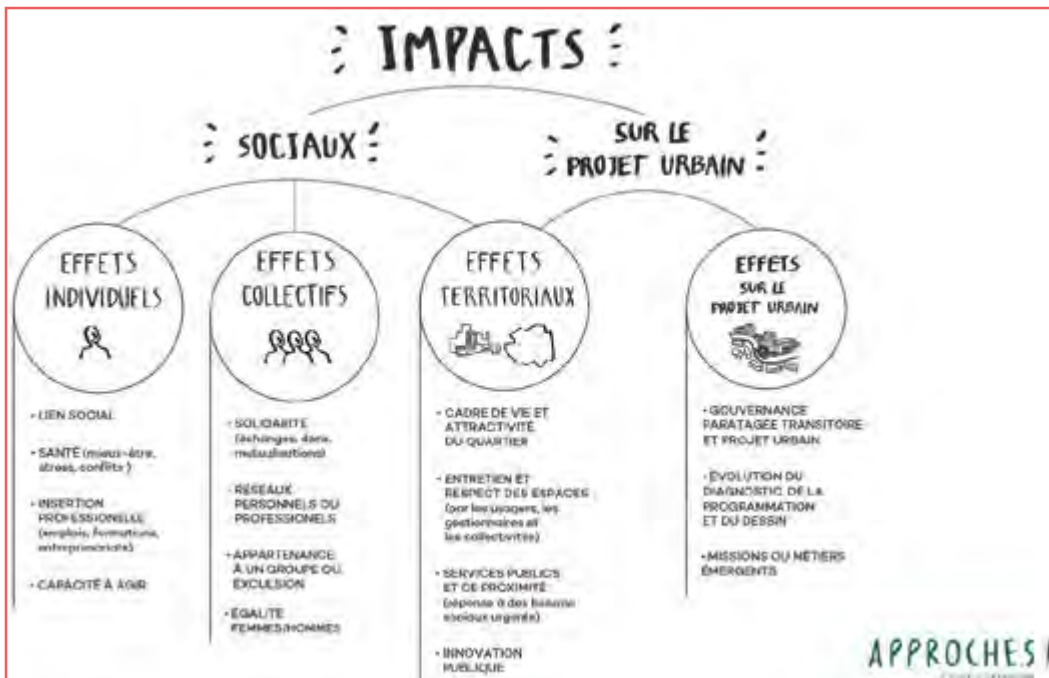 IMPACTS
SOCIAUX
SUR LE
PROJET URBAIN
EFFETS
INDIVIDUELS
• LIEN SOCIAL
• SANTÉ (mieux-être,
stress, conflits )
• INSERTION
PROFESSIONELLE
(emplois, formations,
entreprenariats)
• CAPACITÉ À AGIR
EFFETS
COLLECTIFS
• SOLIDARITÉ
(échanges, dons,
mutualisations)
• RÉSEAUX
PERSONNELS OU
PROFESSIONELS
• APPARTENANCE
À UN GROUPE OU
EXCULSION
• ÉGALITÉ
FEMMES/HOMMES
EFFETS
TERRITORIAUX
• CADRE DE VIE ET
ATTRACTIVITÉ
DU QUARTIER
• ENTRETIEN ET
RESPECT DES ESPACES
(par les usagers, les
gestionnaires et
les collectivités)
• SERVICES PUBLICS
ET DE PROXIMITÉ
(réponse à des besoins
sociaux urgents)
• INNOVATION
PUBLIQUE
EFFETS
SUR LE
PROJET URBAIN
• GOUVERNANCE
PARATAGÉE TRANSITOIRE
ET PROJET URBAIN
• ÉVOLUTION DU
DIAGNOSTIC DE LA
PROGRAMMATION
ET DU DESSIN
• MISSIONS OU MÉTIERS
ÉMERGENTS
APPROCHES